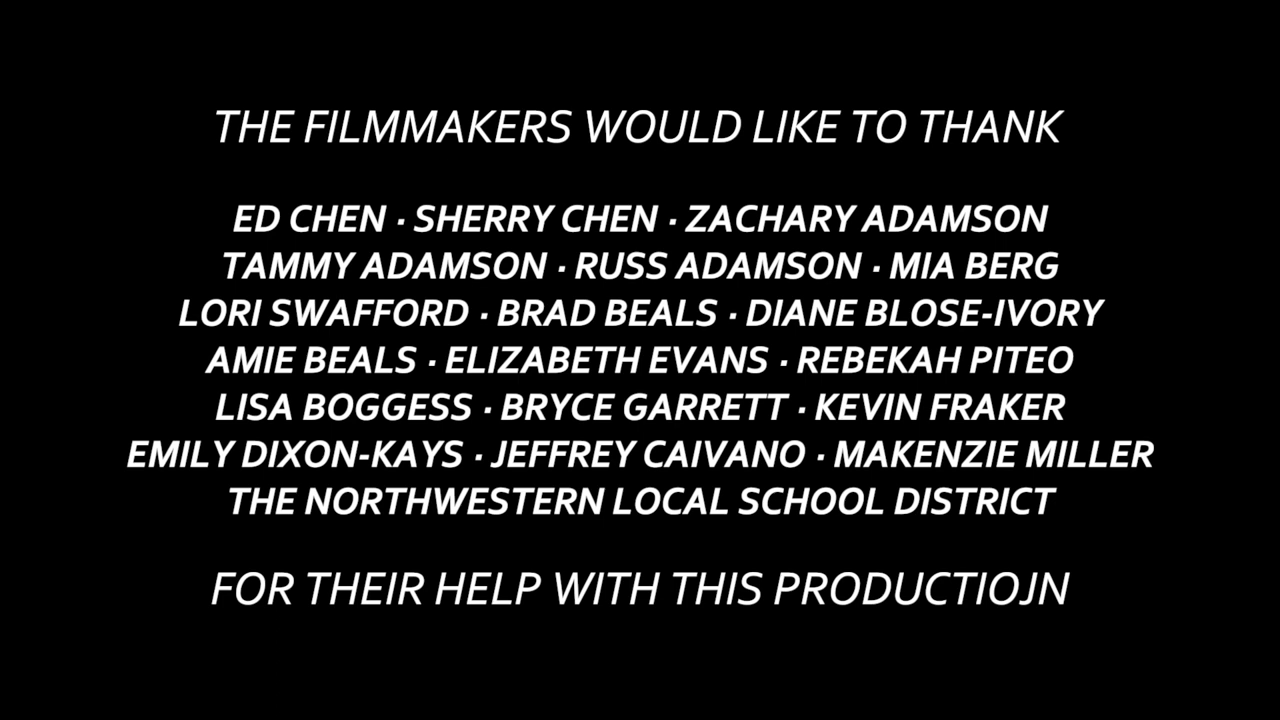 THE FILMMAKERS WOULD LIKE TO THANK
ED CHEN · SHERRY CHEN · ZACHARY ADAMSON
TAMMY ADAMSON · RUSS ADAMSON · MIA BERG
LORI SWAFFORD · BRAD BEALS · DIANE BLOSE-IVORY
AMIE BEALS · ELIZABETH EVANS · REBEKAH PITEO
LISA BOGGESS · BRYCE GARRETT · KEVIN FRAKER
EMILY DIXON-KAYS · JEFFREY CAIVANO · MAKENZIE MILLER
THE NORTHWESTERN LOCAL SCHOOL DISTRICT
FOR THEIR HELP WITH THIS PRODUCTIOJN